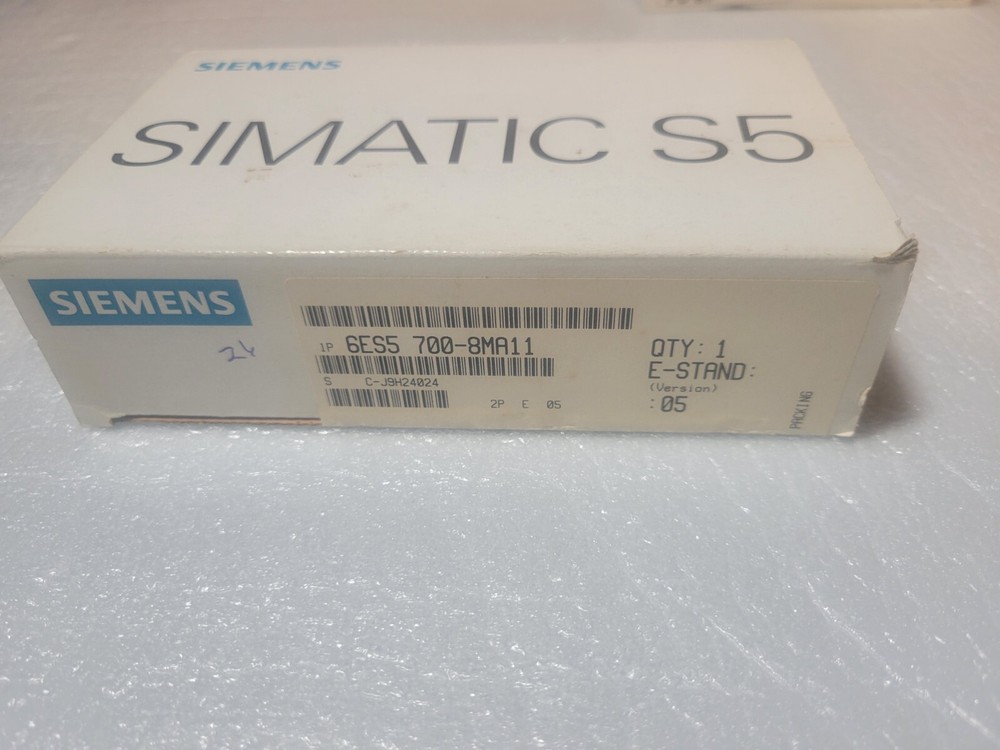 SIEMENS
SIMATIC S5
SIEMENS
24
1P 6ES5 700-8MA11
S C-J9H24024
2P E 05
QTY: 1
E-STAND:
(Version)
:05
PACKING